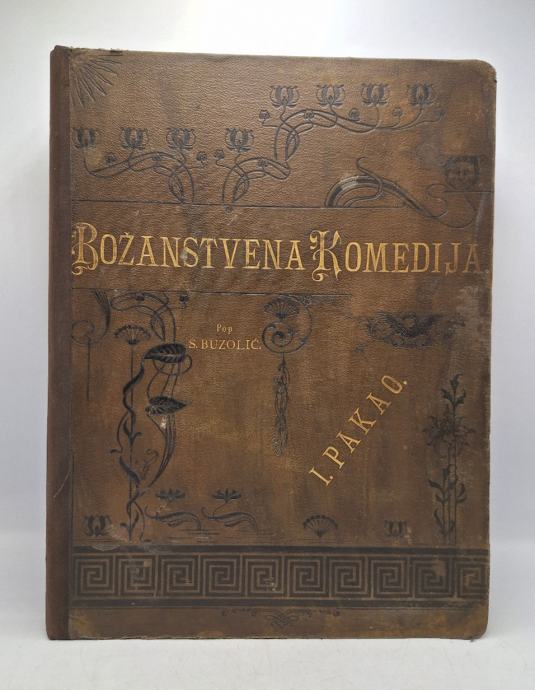 BOŽANSTVENA KOMEDIJA.
Pop
S. BUZOLIĆ.
I. PAKAO.